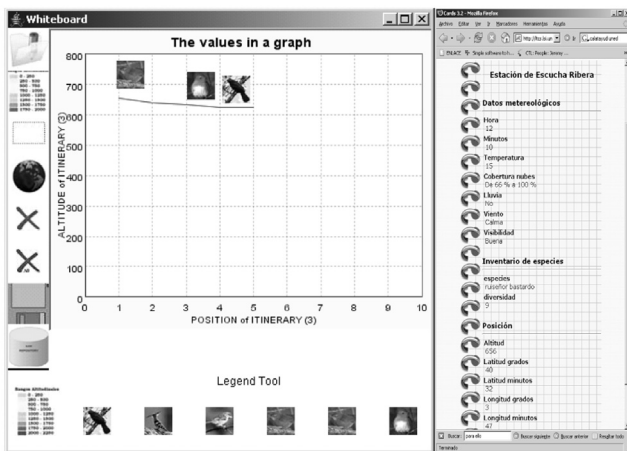 Whiteboard
The values in a graph
800
700
600
500
400
300
200
100
0
ALTITUDE of ITINERARY (3)
0 1 2 3 4 5 6 7 8 9 10
POSITION of ITINERARY (3)
Legend Tool
Cards 3.2 - Mozilla Firefox
Archivo Editar Ver Ir Marcadores Herramientas Ayuda
ENLACE
Estación de Escucha Ribera
Datos metereológicos
Hora
12
Minutos
10
Temperatura
15
Cobertura nubes
De 66 % a 100 %
Lluvia
No
Viento
Calma
Visibilidad
Buena
Inventario de especies
especies
ruiseñor bastardo
diversidad
9
Posición
Altitud
656
Latitud grados
40
Latitud minutos
32
Longitud grados
3
Longitud minutos
47
Buscar: Buscar siguiente Buscar anterior Resaltar todo
Terminado